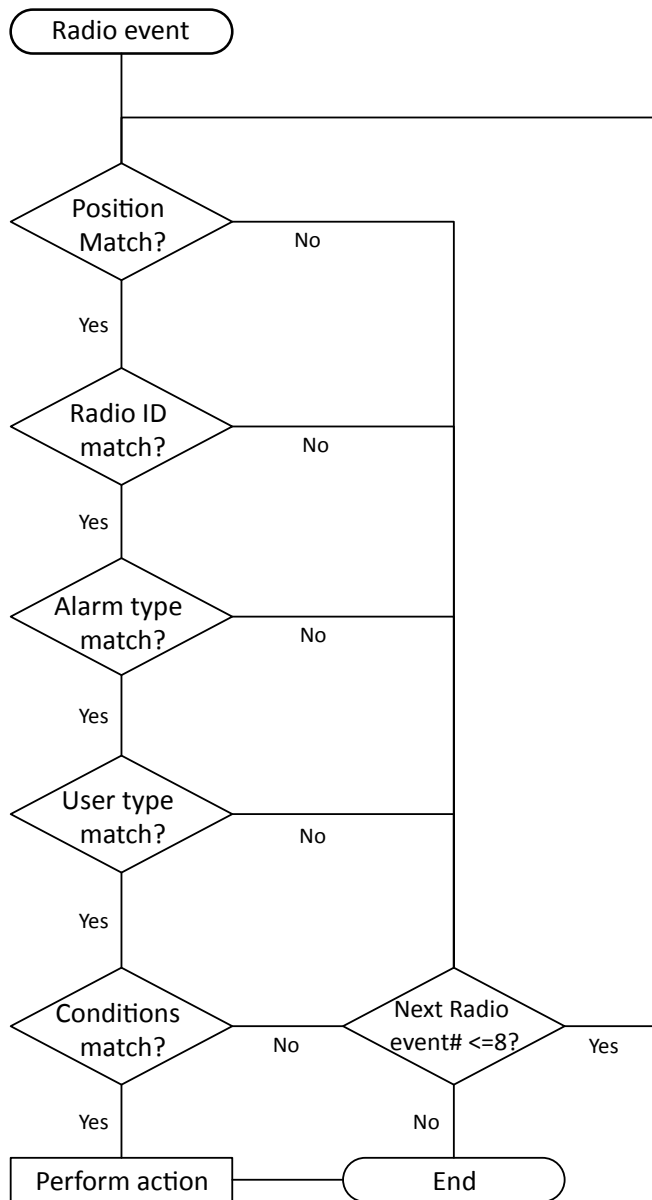 Radio event
Position
Match?
No
Yes
Radio ID
match?
No
Yes
Alarm type
match?
No
Yes
User type
match?
No
Yes
Conditions
match?
No
Next Radio
event# <=8?
Yes
Yes
No
Perform action
End